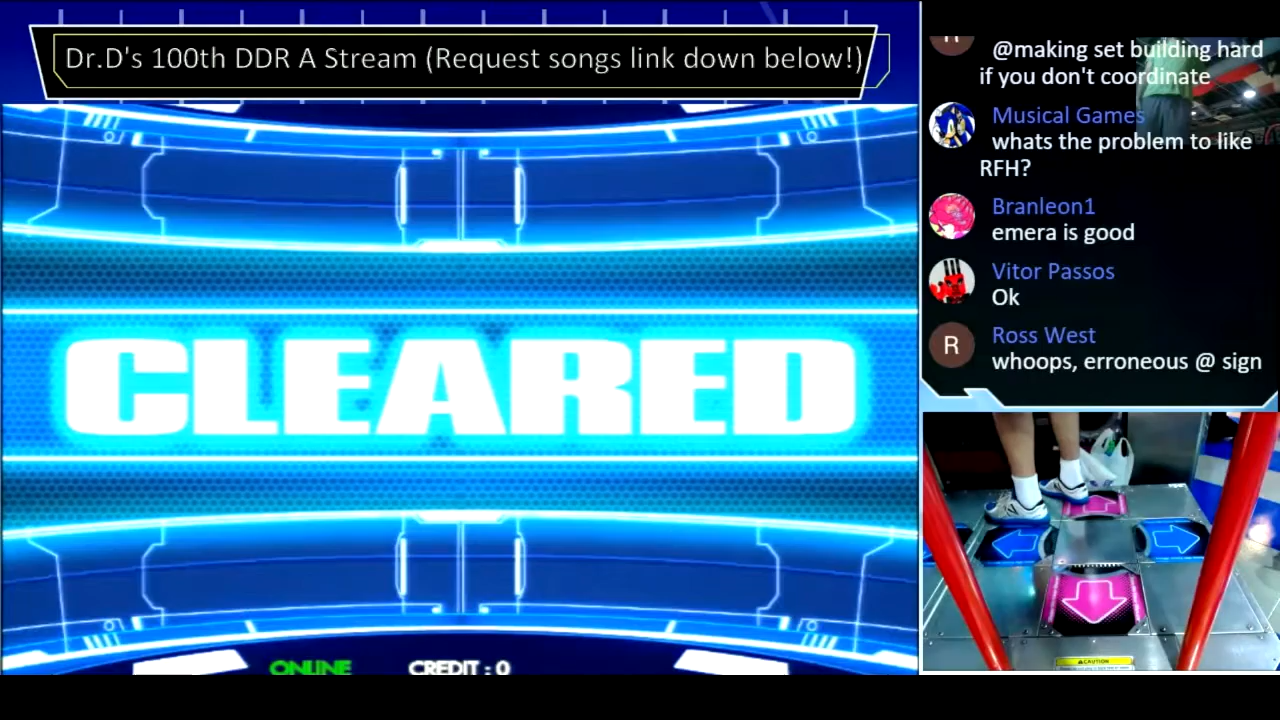 Dr.D's 100th DDR A Stream (Request songs link down below!)
@making set building hard
if you don't coordinate
Musical Games
whats the problem to like
RFH?
Branleon1
emera is good
Vitor Passos
Ok
R
Ross West
whoops, erroneous @ sign
CLEARED
ONLINE
CREDIT : 0
CAUTION